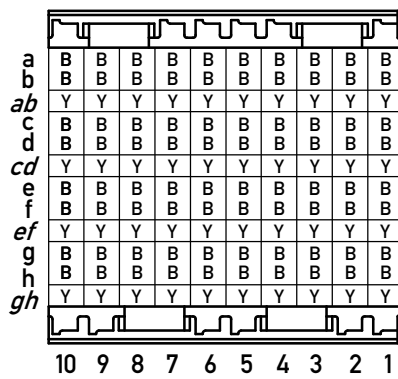 a B B B B B B B B B B
b B B B B B B B B B B
ab Y Y Y Y Y Y Y Y Y Y
c B B B B B B B B B B
d B B B B B B B B B B
cd Y Y Y Y Y Y Y Y Y Y
e B B B B B B B B B B
f B B B B B B B B B B
ef Y Y Y Y Y Y Y Y Y Y
g B B B B B B B B B B
h B B B B B B B B B B
gh Y Y Y Y Y Y Y Y Y Y
10 9 8 7 6 5 4 3 2 1